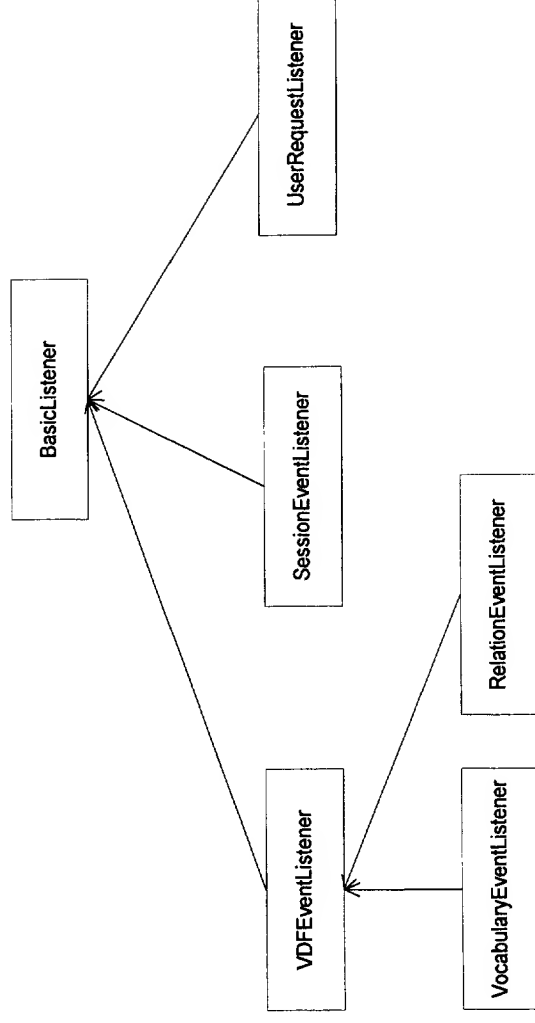 BasicListener
VDFEventListener
SessionEventListener
UserRequestListener
VocabularyEventListener
RelationEventListener